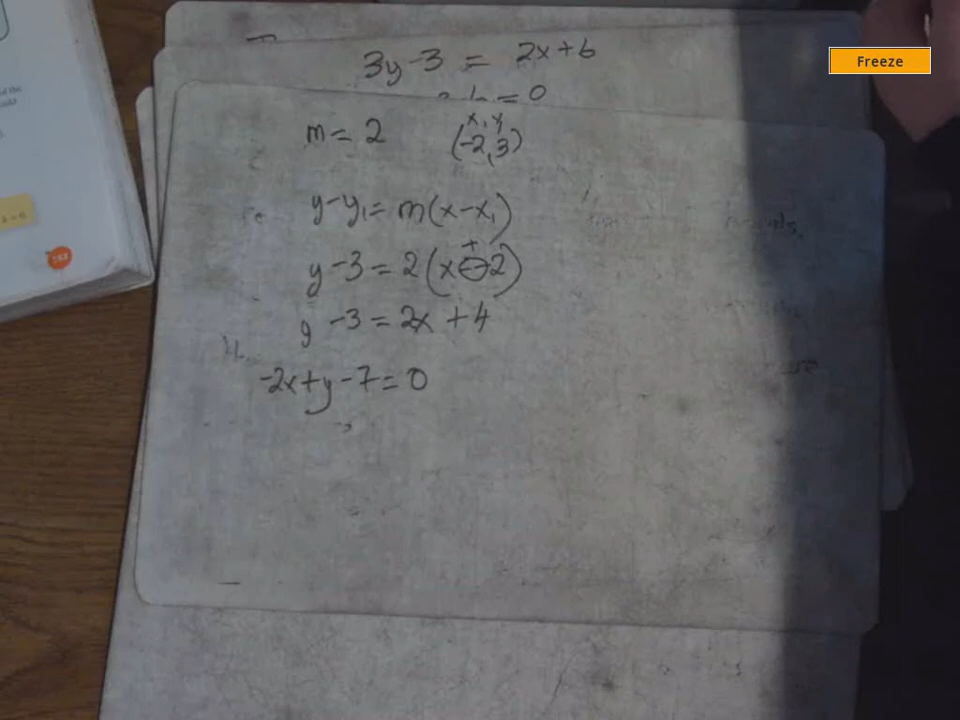 Freeze
3y - 3 = 2x + 6
= 0
m = 2 x, y
(-2, 3)
y - y₁ = m(x - x₁)
+
y - 3 = 2(x - -2)
y - 3 = 2x + 4
-2x + y - 7 = 0